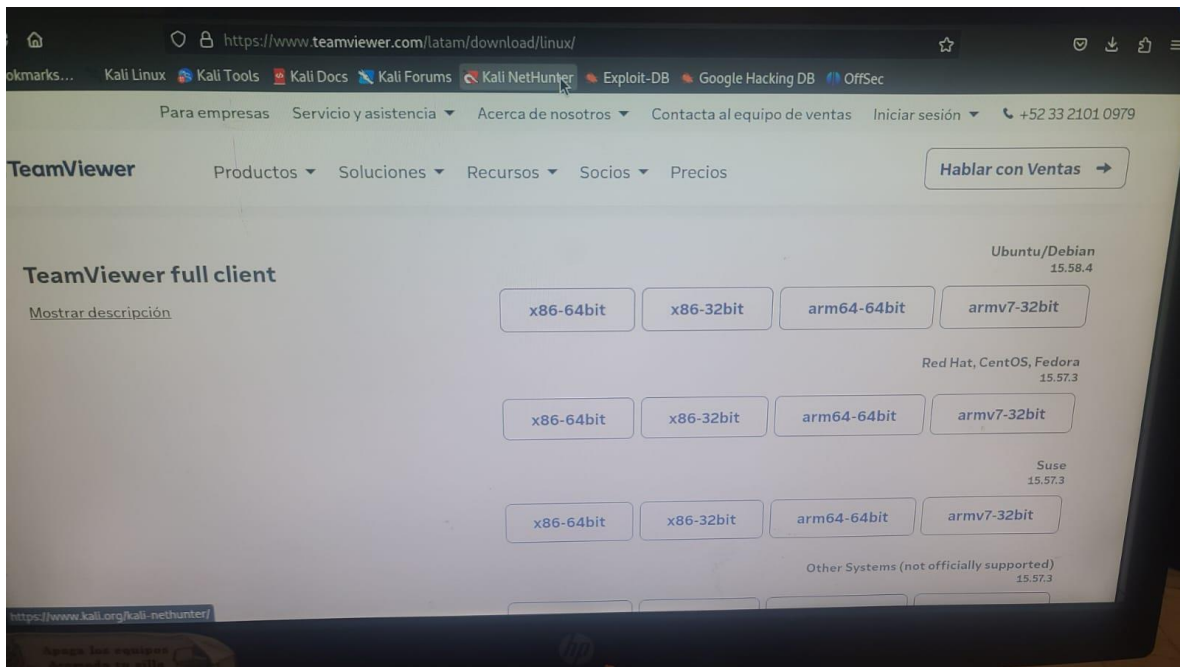 https://www.teamviewer.com/latam/download/linux/
okmarks... Kali Linux Kali Tools Kali Docs Kali Forums Kali NetHunter Exploit-DB Google Hacking DB OffSec
Para empresas Servicio y asistencia Acerca de nosotros Contacta al equipo de ventas Iniciar sesión +52 33 2101 0979
TeamViewer Productos Soluciones Recursos Socios Precios Hablar con Ventas →
Ubuntu/Debian
15.58.4
TeamViewer full client
Mostrar descripción
x86-64bit x86-32bit arm64-64bit armv7-32bit
Red Hat, CentOS, Fedora
15.57.3
x86-64bit x86-32bit arm64-64bit armv7-32bit
Suse
15.57.3
x86-64bit x86-32bit arm64-64bit armv7-32bit
Other Systems (not officially supported)
15.57.3
https://www.kali.org/kali-nethunter/
Apaga los equipos
hp